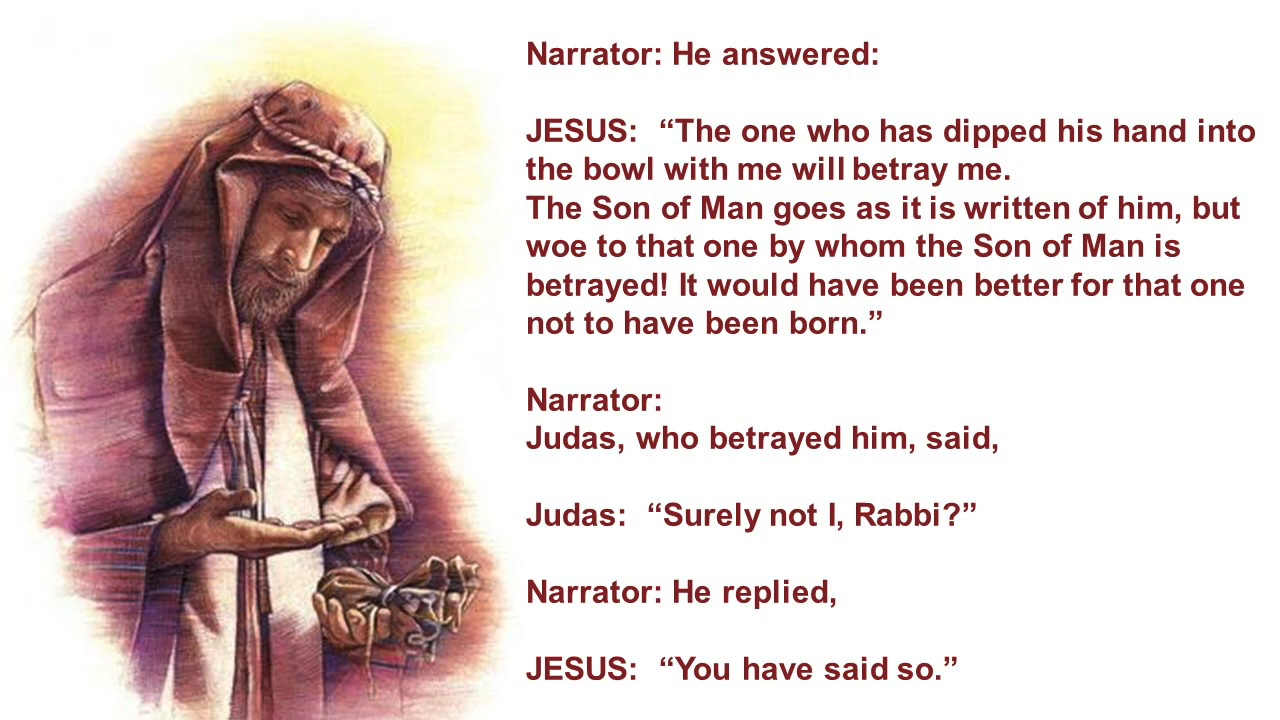 Narrator: He answered:
JESUS: “The one who has dipped his hand into
the bowl with me will betray me.
The Son of Man goes as it is written of him, but
woe to that one by whom the Son of Man is
betrayed! It would have been better for that one
not to have been born.”
Narrator:
Judas, who betrayed him, said,
Judas: “Surely not I, Rabbi?”
Narrator: He replied,
JESUS: “You have said so.”